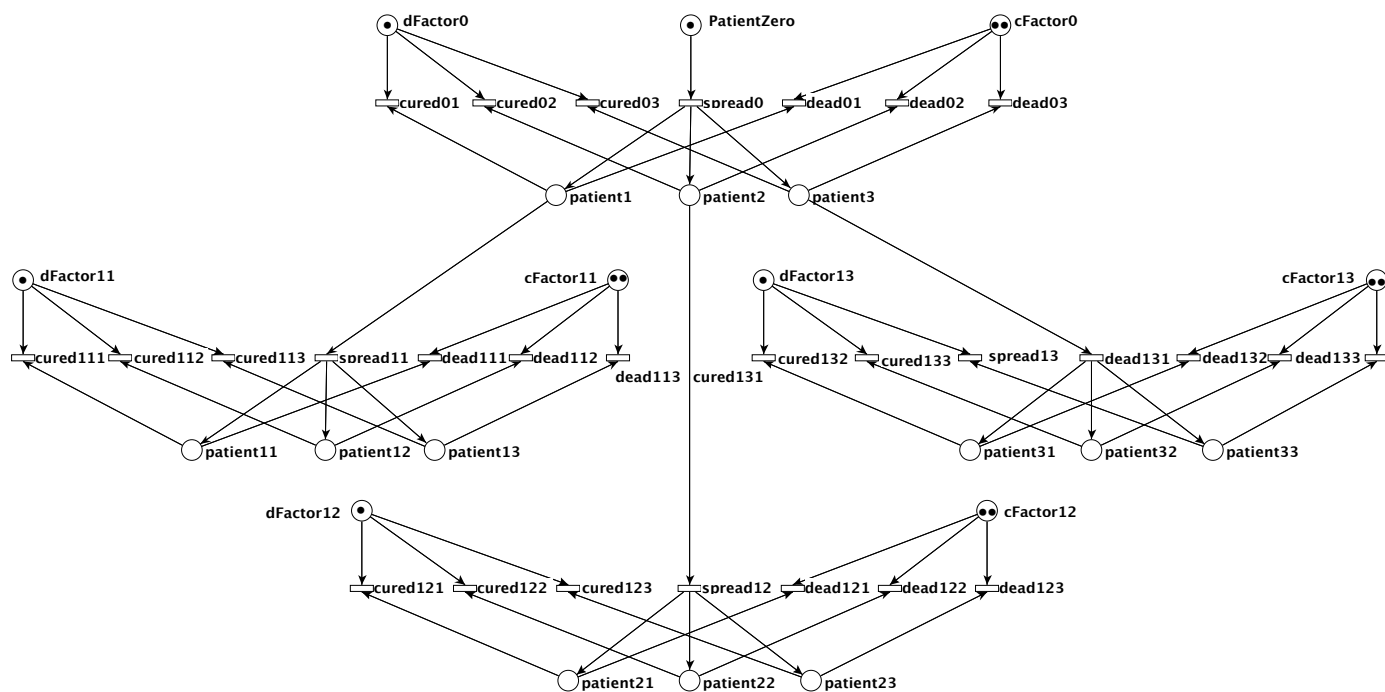 dFactor0 PatientZero cFactor0
cured01 cured02 cured03 spread0 dead01 dead02 dead03
patient1 patient2 patient3
dFactor11 cFactor11 dFactor13 cFactor13
cured111 cured112 cured113 spread11 dead111 dead112 cured132 cured133 spread13 dead131 dead132 dead133
dead113 cured131
patient11 patient12 patient13 patient31 patient32 patient33
dFactor12 cFactor12
cured121 cured122 cured123 spread12 dead121 dead122 dead123
patient21 patient22 patient23